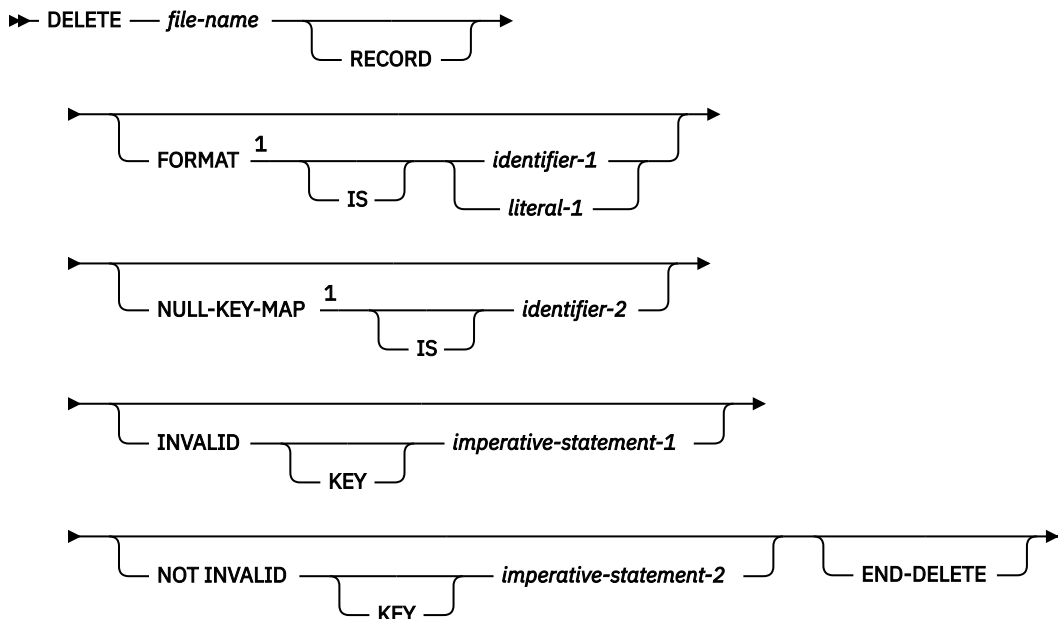 DELETE file-name
RECORD
FORMAT 1 identifier-1
IS
literal-1
NULL-KEY-MAP 1 identifier-2
IS
INVALID imperative-statement-1
KEY
NOT INVALID imperative-statement-2 END-DELETE
KEY